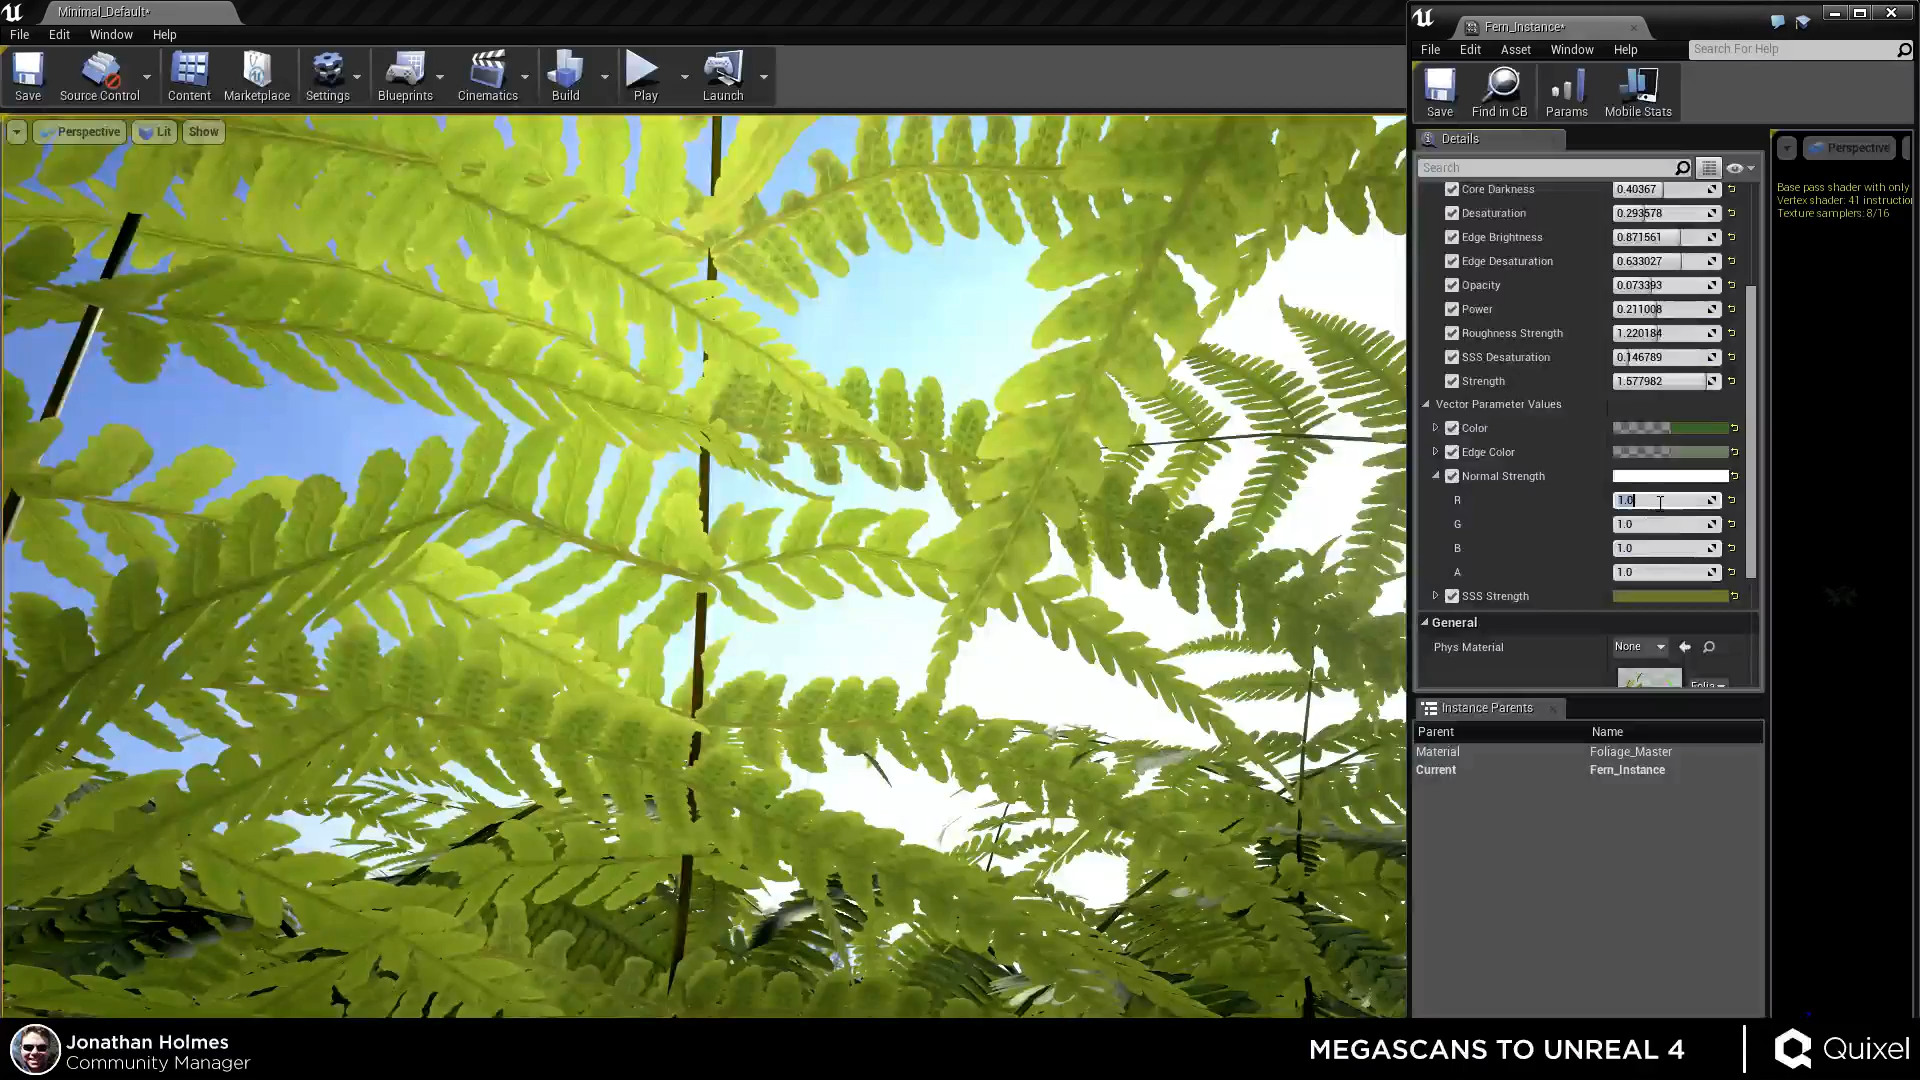 Minimal_Default*
File Edit Window Help
Save Source Control Content Marketplace Settings Blueprints Cinematics Build Play Launch
Perspective Lit Show
Fern_Instance*
File Edit Asset Window Help
Search For Help
Save Find in CB Params Mobile Stats
Details
Search
Core Darkness 0.40367
Desaturation 0.293578
Edge Brightness 0.871561
Edge Desaturation 0.633027
Opacity 0.073393
Power 0.211008
Roughness Strength 1.220184
SSS Desaturation 0.146789
Strength 1.577982
Vector Parameter Values
Color
Edge Color
Normal Strength
R 1.0
G 1.0
B 1.0
A 1.0
SSS Strength
General
Phys Material None
Folia
Instance Parents
Parent Name
Material Foliage_Master
Current Fern_Instance
Perspective
Base pass shader with only
Vertex shader: 41 instructio
Texture samplers: 8/16
Jonathan Holmes
Community Manager
MEGASCANS TO UNREAL 4
Quixel